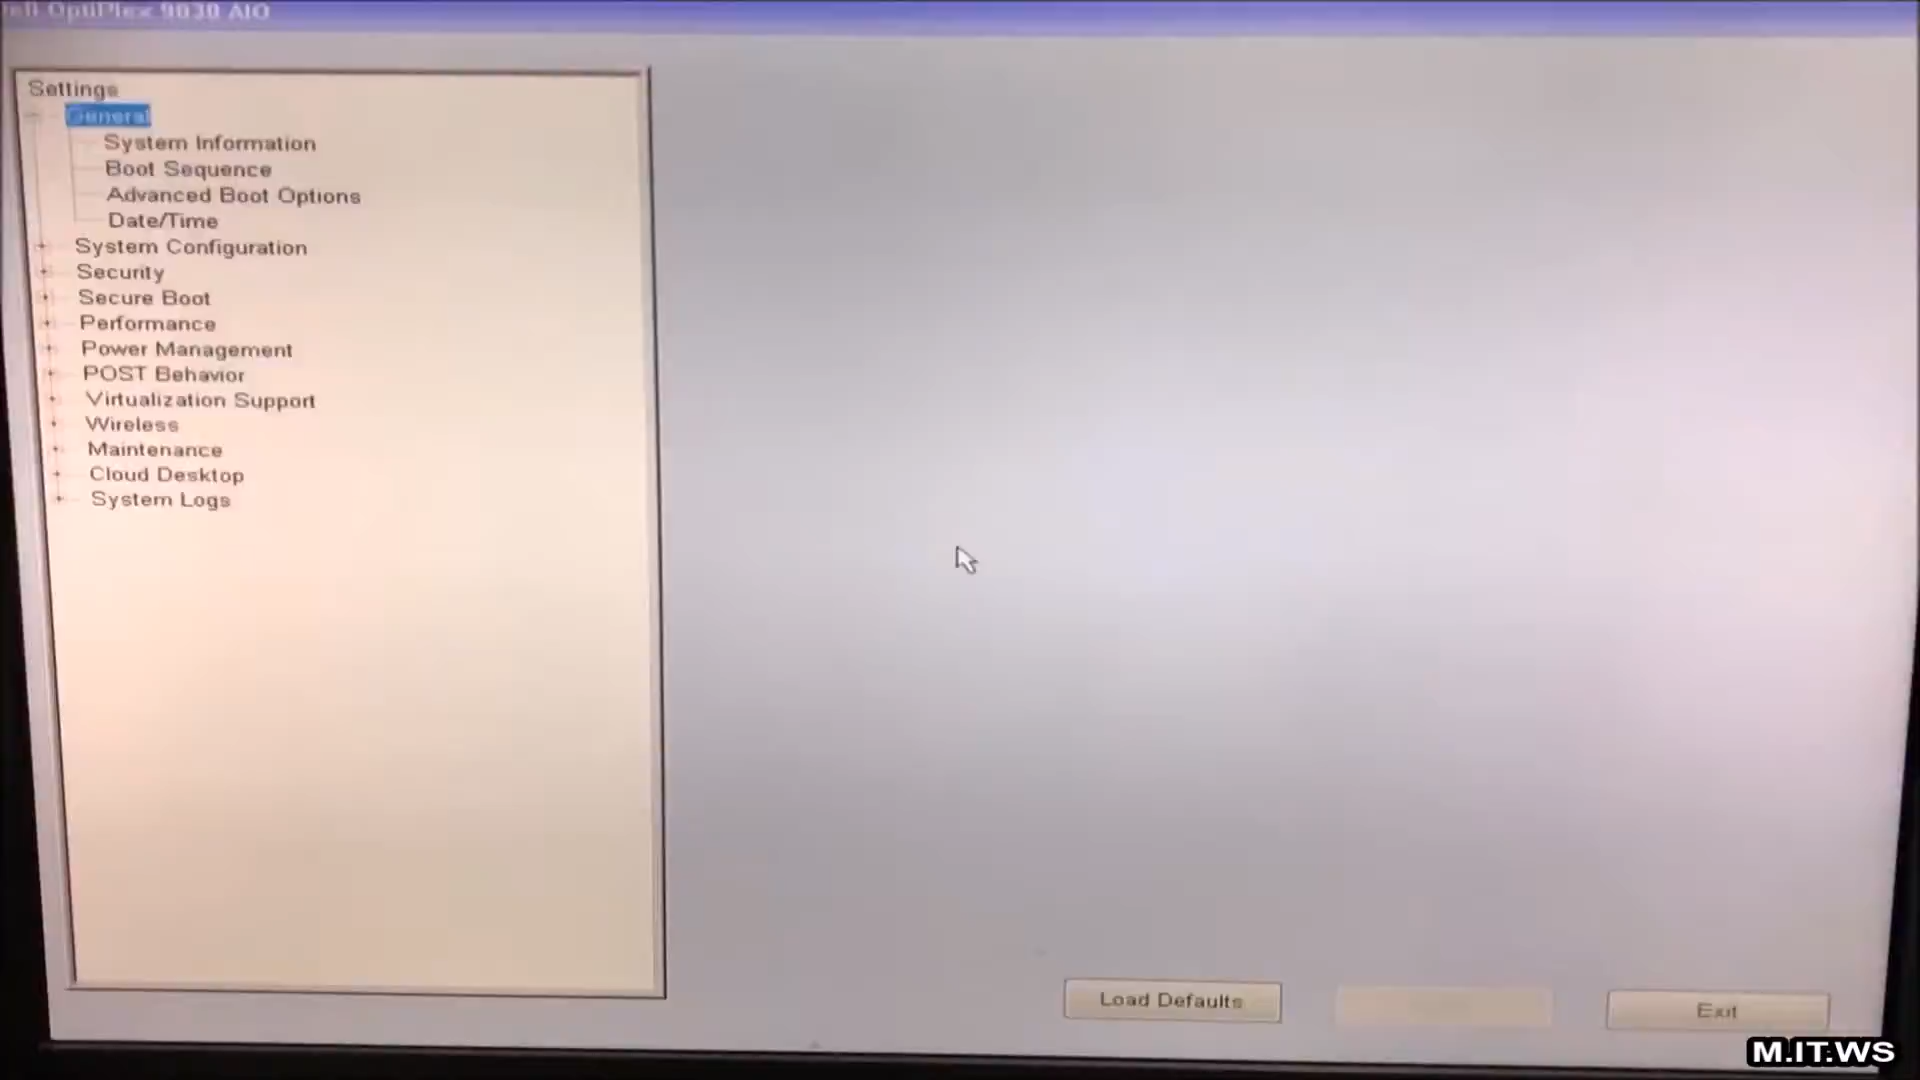 Dell OptiPlex 9030 AIO
Settings
General
System Information
Boot Sequence
Advanced Boot Options
Date/Time
System Configuration
Security
Secure Boot
Performance
Power Management
POST Behavior
Virtualization Support
Wireless
Maintenance
Cloud Desktop
System Logs
Load Defaults
Exit
M.IT.WS